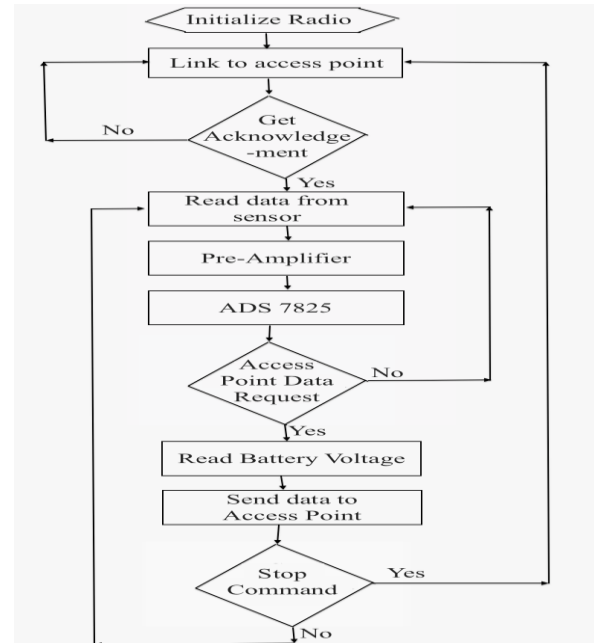 Initialize Radio
Link to access point
Get
Acknowledge
-ment
No
Yes
Read data from
sensor
Pre-Amplifier
ADS 7825
Access
Point Data
Request
No
Yes
Read Battery Voltage
Send data to
Access Point
Stop
Command
Yes
No